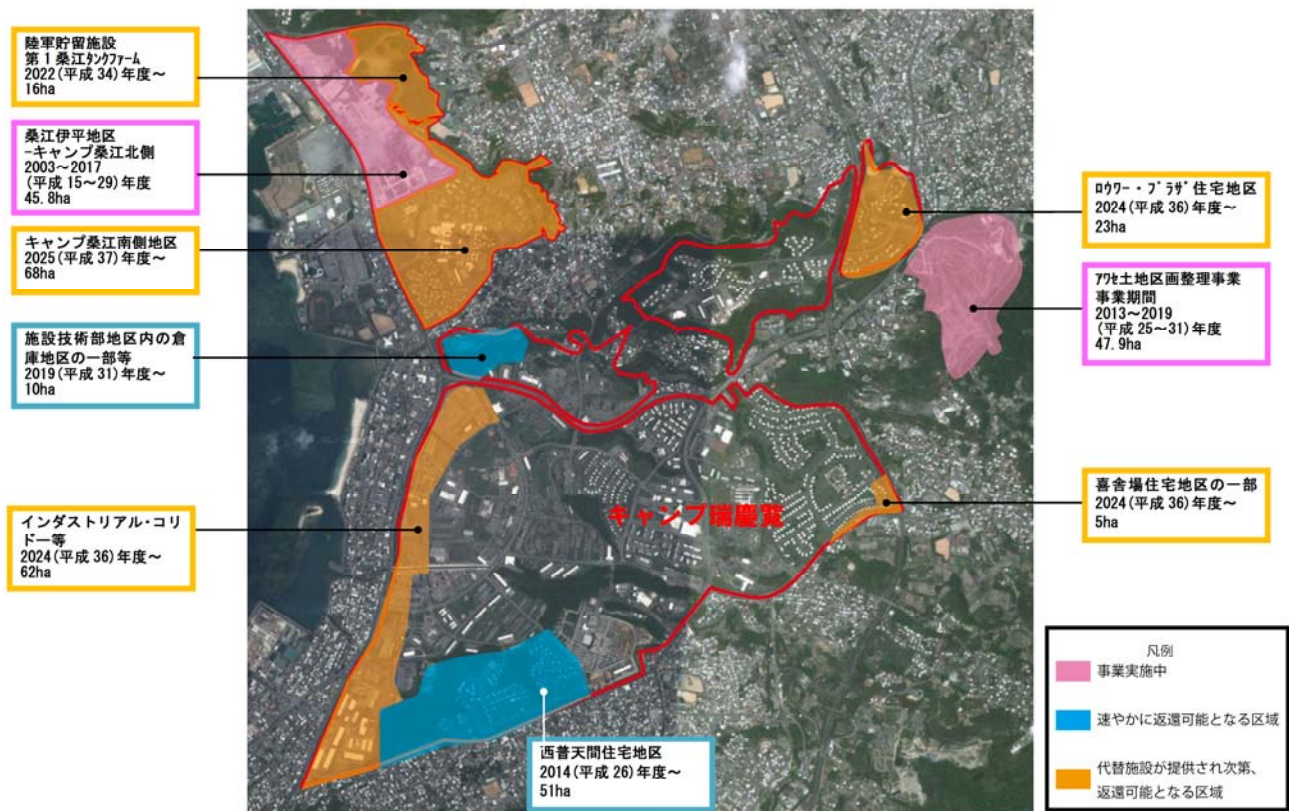 陸軍貯留施設
第１桑江ﾀﾝｸﾌｧｰﾑ
2022(平成 34)年度～
16ha
桑江伊平地区
-キャンプ桑江北側
2003～2017
(平成 15～29)年度
45.8ha
キャンプ桑江南側地区
2025(平成 37)年度～
68ha
施設技術部地区内の倉
庫地区の一部等
2019(平成 31)年度～
10ha
インダストリアル・コリ
ドー等
2024(平成 36)年度～
62ha
ﾛｳﾜｰ・ﾌﾟﾗｻﾞ住宅地区
2024(平成 36)年度～
23ha
ｱﾜｾ土地区画整理事業
事業期間
2013～2019
(平成 25～31)年度
47.9ha
喜舎場住宅地区の一部
2024(平成 36)年度～
5ha
キャンプ瑞慶覧
西普天間住宅地区
2014(平成 26)年度～
51ha
凡例
事業実施中
速やかに返還可能となる区域
代替施設が提供され次第、
返還可能となる区域